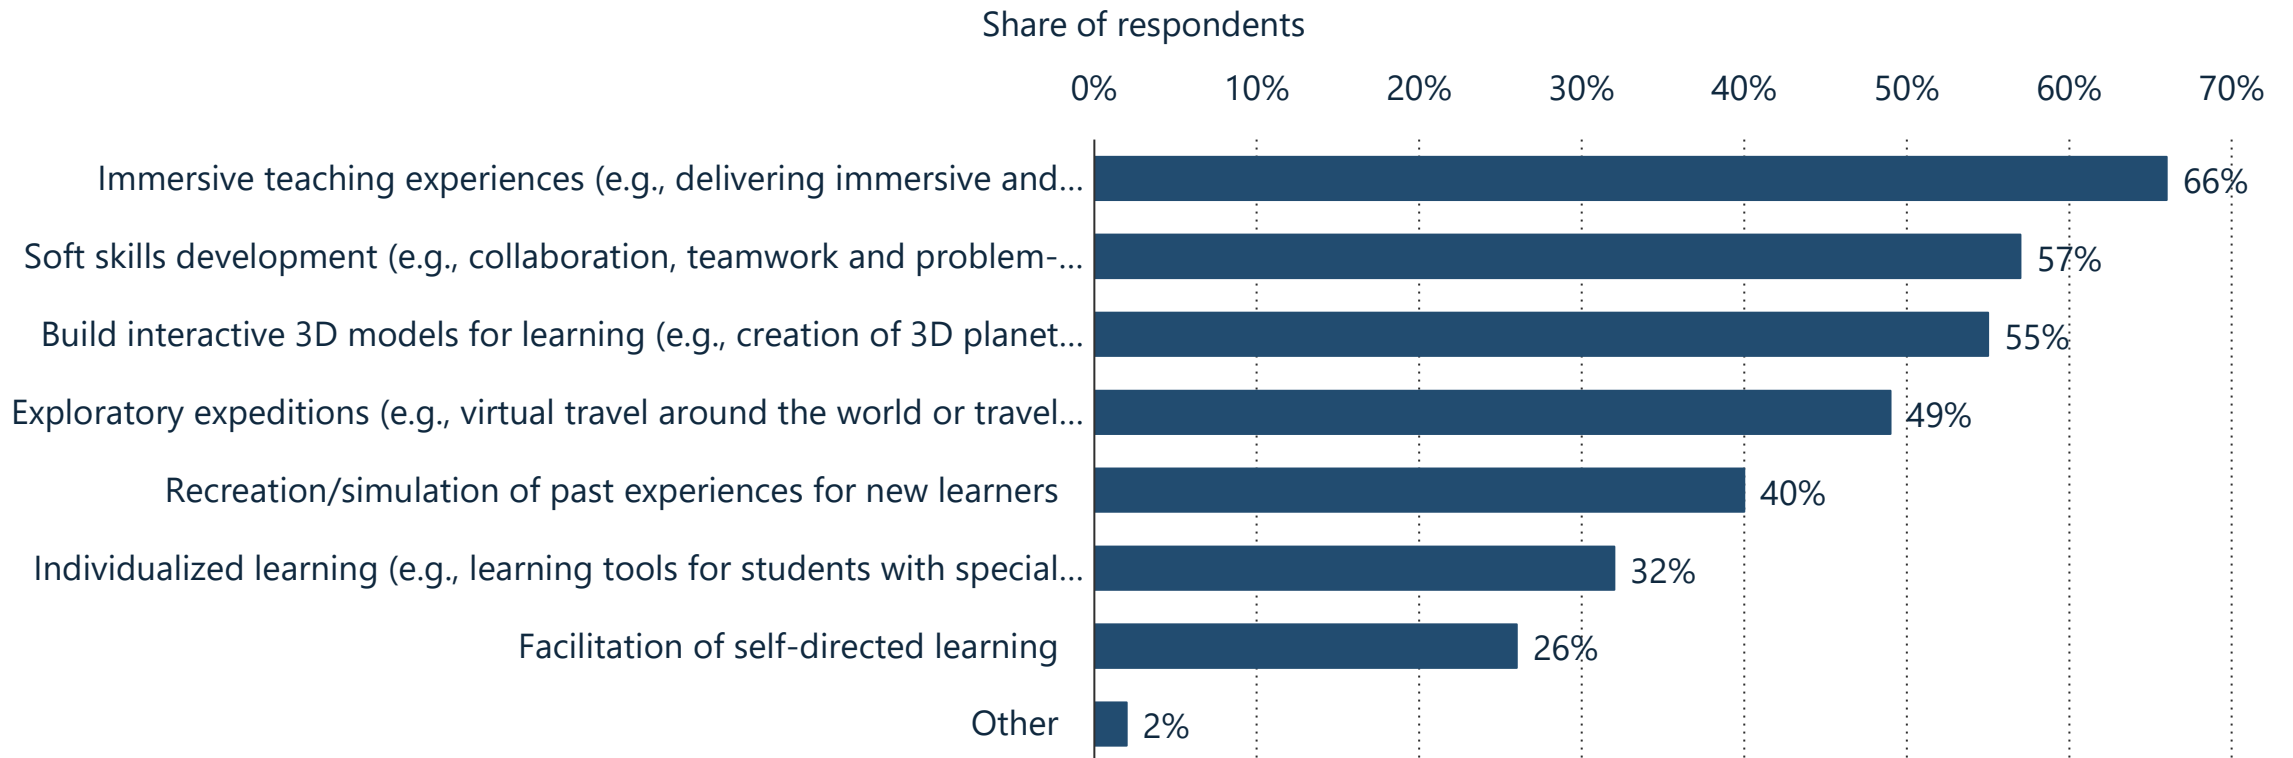 Share of respondents
0% 10% 20% 30% 40% 50% 60% 70%
Immersive teaching experiences (e.g., delivering immersive and... 66%
Soft skills development (e.g., collaboration, teamwork and problem-... 57%
Build interactive 3D models for learning (e.g., creation of 3D planet... 55%
Exploratory expeditions (e.g., virtual travel around the world or travel... 49%
Recreation/simulation of past experiences for new learners 40%
Individualized learning (e.g., learning tools for students with special... 32%
Facilitation of self-directed learning 26%
Other 2%